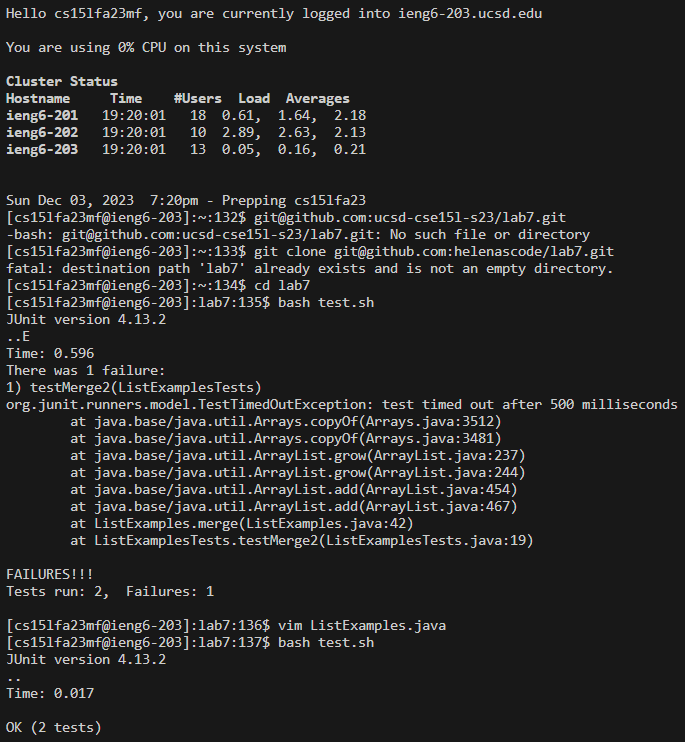 Hello cs15lfa23mf, you are currently logged into ieng6-203.ucsd.edu
You are using 0% CPU on this system
Cluster Status
Hostname     Time    #Users  Load  Averages
ieng6-201   19:20:01   18  0.61,  1.64,  2.18
ieng6-202   19:20:01   10  2.89,  2.63,  2.13
ieng6-203   19:20:01   13  0.05,  0.16,  0.21
Sun Dec 03, 2023  7:20pm - Prepping cs15lfa23
[cs15lfa23mf@ieng6-203]:~:132$ git@github.com:ucsd-cse15l-s23/lab7.git
-bash: git@github.com:ucsd-cse15l-s23/lab7.git: No such file or directory
[cs15lfa23mf@ieng6-203]:~:133$ git clone git@github.com:helenascode/lab7.git
fatal: destination path 'lab7' already exists and is not an empty directory.
[cs15lfa23mf@ieng6-203]:~:134$ cd lab7
[cs15lfa23mf@ieng6-203]:lab7:135$ bash test.sh
JUnit version 4.13.2
..E
Time: 0.596
There was 1 failure:
1) testMerge2(ListExamplesTests)
org.junit.runners.model.TestTimedOutException: test timed out after 500 milliseconds
        at java.base/java.util.Arrays.copyOf(Arrays.java:3512)
        at java.base/java.util.Arrays.copyOf(Arrays.java:3481)
        at java.base/java.util.ArrayList.grow(ArrayList.java:237)
        at java.base/java.util.ArrayList.grow(ArrayList.java:244)
        at java.base/java.util.ArrayList.add(ArrayList.java:454)
        at java.base/java.util.ArrayList.add(ArrayList.java:467)
        at ListExamples.merge(ListExamples.java:42)
        at ListExamplesTests.testMerge2(ListExamplesTests.java:19)
FAILURES!!!
Tests run: 2,  Failures: 1
[cs15lfa23mf@ieng6-203]:lab7:136$ vim ListExamples.java
[cs15lfa23mf@ieng6-203]:lab7:137$ bash test.sh
JUnit version 4.13.2
..
Time: 0.017
OK (2 tests)